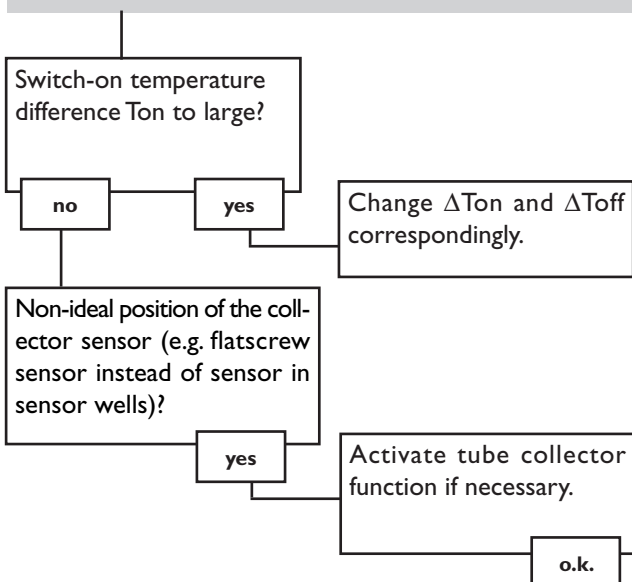 Switch-on temperature
difference Ton to large?
no
yes
Change ΔTon and ΔToff
correspondingly.
Non-ideal position of the coll-
ector sensor (e.g. flatscrew
sensor instead of sensor in
sensor wells)?
yes
Activate tube collector
function if necessary.
o.k.